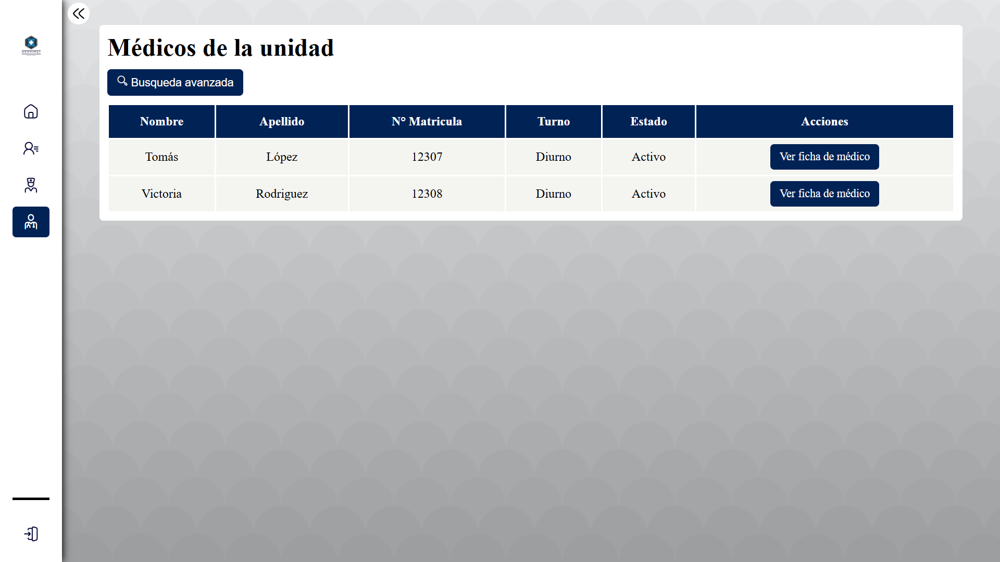 HOSPITAL
Médicos de la unidad
Busqueda avanzada
Nombre Apellido N° Matricula Turno Estado Acciones
Tomás López 12307 Diurno Activo Ver ficha de médico
Victoria Rodriguez 12308 Diurno Activo Ver ficha de médico